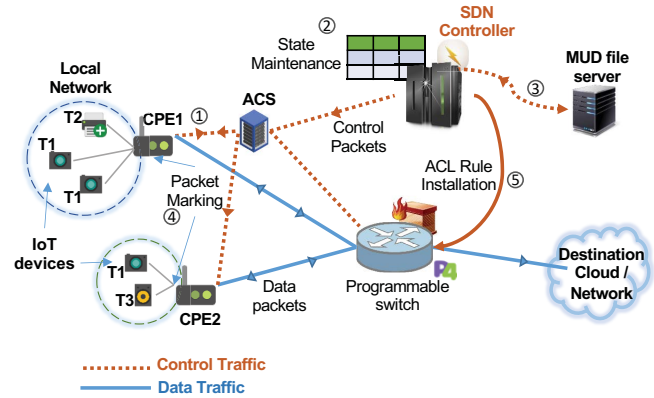 SDN
Controller
②
State
Maintenance
MUD file
server
③
Local
Network
CPE1
①
ACS
T2
T1
T1
Control
Packets
ACL Rule
Installation
⑤
Packet
Marking
④
IoT
devices
T1
T3
CPE2
Data
packets
Programmable
switch
P4
Destination
Cloud /
Network
Control Traffic
Data Traffic